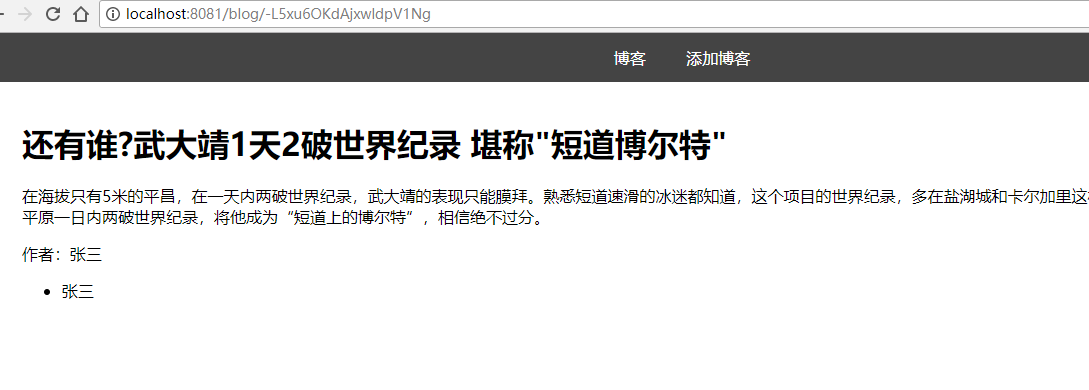 localhost:8081/blog/-L5xu6OKdAjxwldpV1Ng
博客 添加博客
还有谁?武大靖1天2破世界纪录 堪称"短道博尔特"
在海拔只有5米的平昌，在一天内两破世界纪录，武大靖的表现只能膜拜。熟悉短道速滑的冰迷都知道，这个项目的世界纪录，多在盐湖城和卡尔加里这
平原一日内两破世界纪录，将他成为“短道上的博尔特”，相信绝不过分。
作者：张三
张三